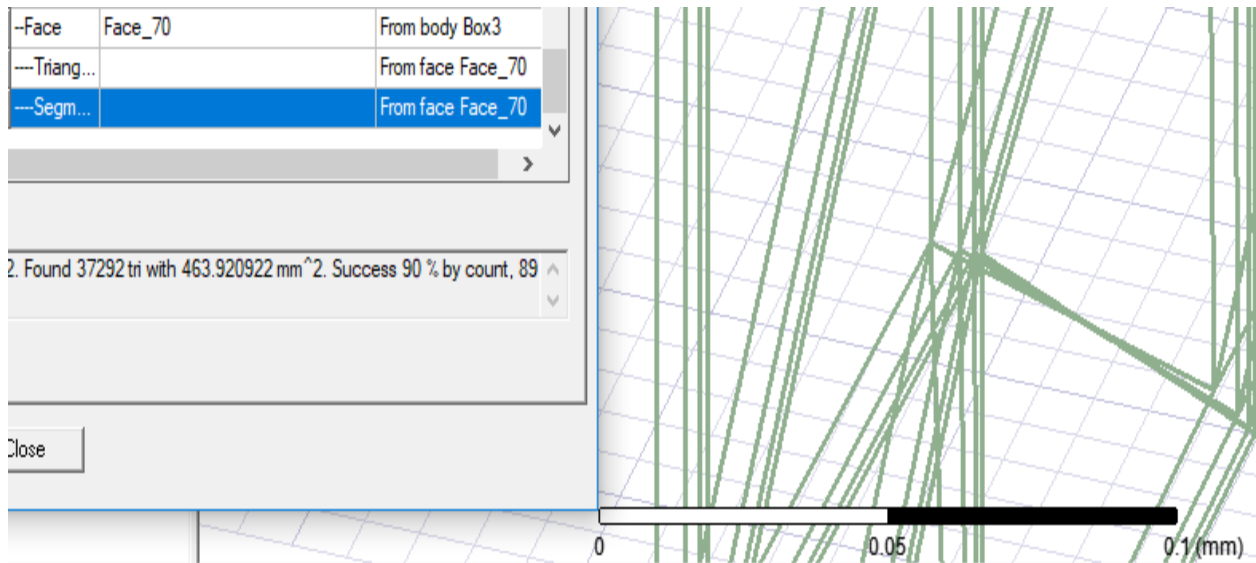 --Face Face_70 From body Box3
----Triang... From face Face_70
----Segm... From face Face_70
2. Found 37292 tri with 463.920922 mm^2. Success 90 % by count, 89
Close
0 0.05 0.1 (mm)